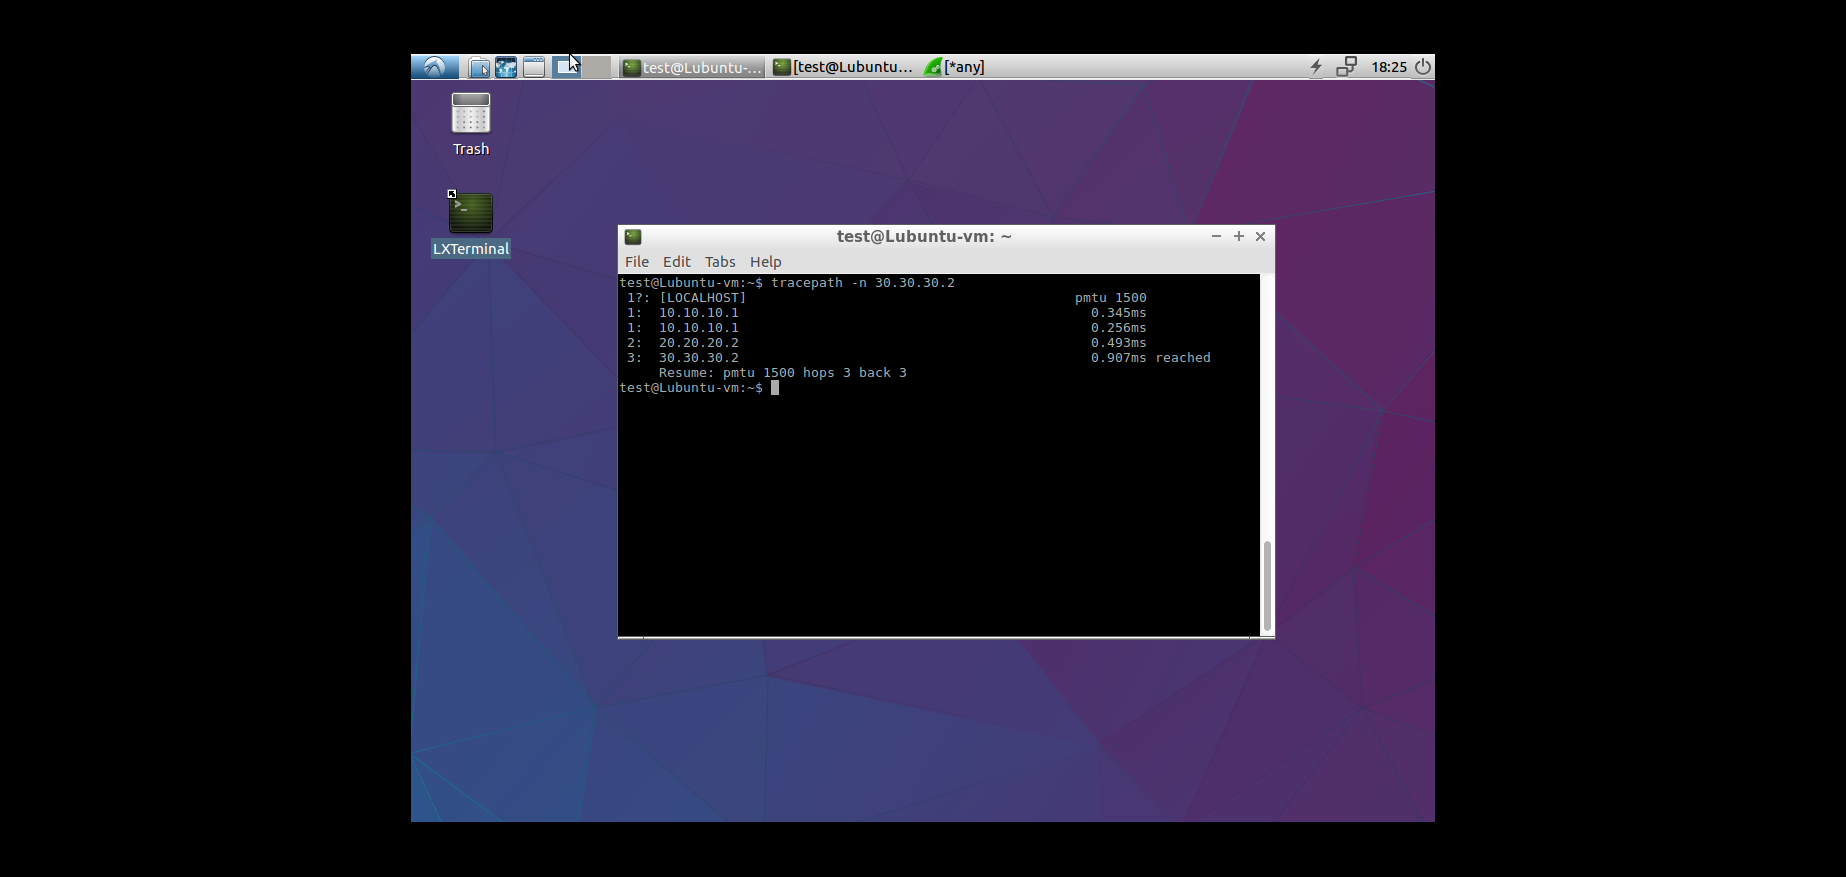 test@Lubuntu-... [test@Lubuntu... [*any] 18:25
Trash
LXTerminal
test@Lubuntu-vm: ~
File Edit Tabs Help
test@Lubuntu-vm:~$ tracepath -n 30.30.30.2
1?: [LOCALHOST] pmtu 1500
1: 10.10.10.1 0.345ms
1: 10.10.10.1 0.256ms
2: 20.20.20.2 0.493ms
3: 30.30.30.2 0.907ms reached
Resume: pmtu 1500 hops 3 back 3
test@Lubuntu-vm:~$